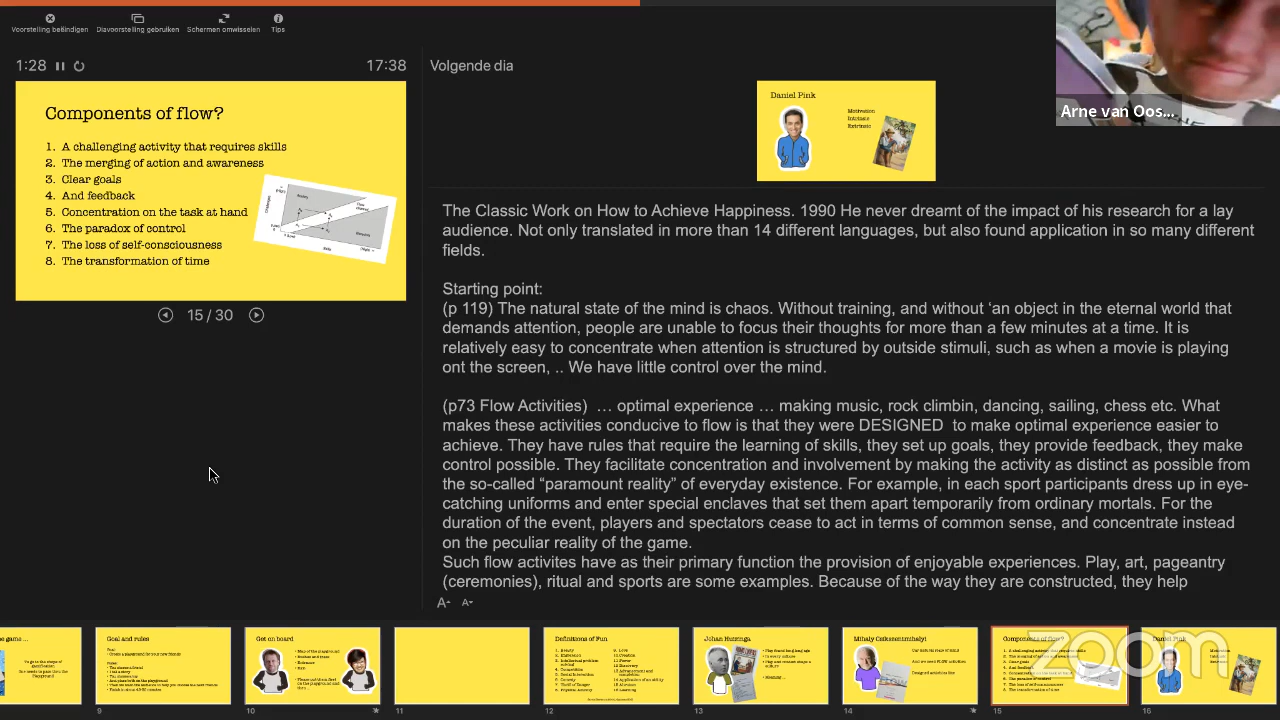 Voorstelling beëindigen
Diavoorstelling gebruiken
Schermen omwisselen
Tips
1:28
17:38
Volgende dia
Arne van Oos...
Components of flow?
1. A challenging activity that requires skills
2. The merging of action and awareness
3. Clear goals
4. And feedback
5. Concentration on the task at hand
6. The paradox of control
7. The loss of self-consciousness
8. The transformation of time
15 / 30
Daniel Pink
Motivation
Intrinsic
Extrinsic
The Classic Work on How to Achieve Happiness. 1990 He never dreamt of the impact of his research for a lay
audience. Not only translated in more than 14 different languages, but also found application in so many different
fields.
Starting point:
(p 119) The natural state of the mind is chaos. Without training, and without ‘an object in the eternal world that
demands attention, people are unable to focus their thoughts for more than a few minutes at a time. It is
relatively easy to concentrate when attention is structured by outside stimuli, such as when a movie is playing
ont the screen, .. We have little control over the mind.
(p73 Flow Activities)  … optimal experience … making music, rock climbin, dancing, sailing, chess etc. What
makes these activities conducive to flow is that they were DESIGNED  to make optimal experience easier to
achieve. They have rules that require the learning of skills, they set up goals, they provide feedback, they make
control possible. They facilitate concentration and involvement by making the activity as distinct as possible from
the so-called “paramount reality” of everyday existence. For example, in each sport participants dress up in eye-
catching uniforms and enter special enclaves that set them apart temporarily from ordinary mortals. For the
duration of the event, players and spectators cease to act in terms of common sense, and concentrate instead
on the peculiar reality of the game.
Such flow activites have as their primary function the provision of enjoyable experiences. Play, art, pageantry
(ceremonies), ritual and sports are some examples. Because of the way they are constructed, they help
A A
e game ...
Goal and rules
Get on board
Definitions of Fun
Johan Huizinga
Mihaly Csikszentmihalyi
Components of flow?
Daniel Pink
zoom
9
10
11
12
13
14
15
16